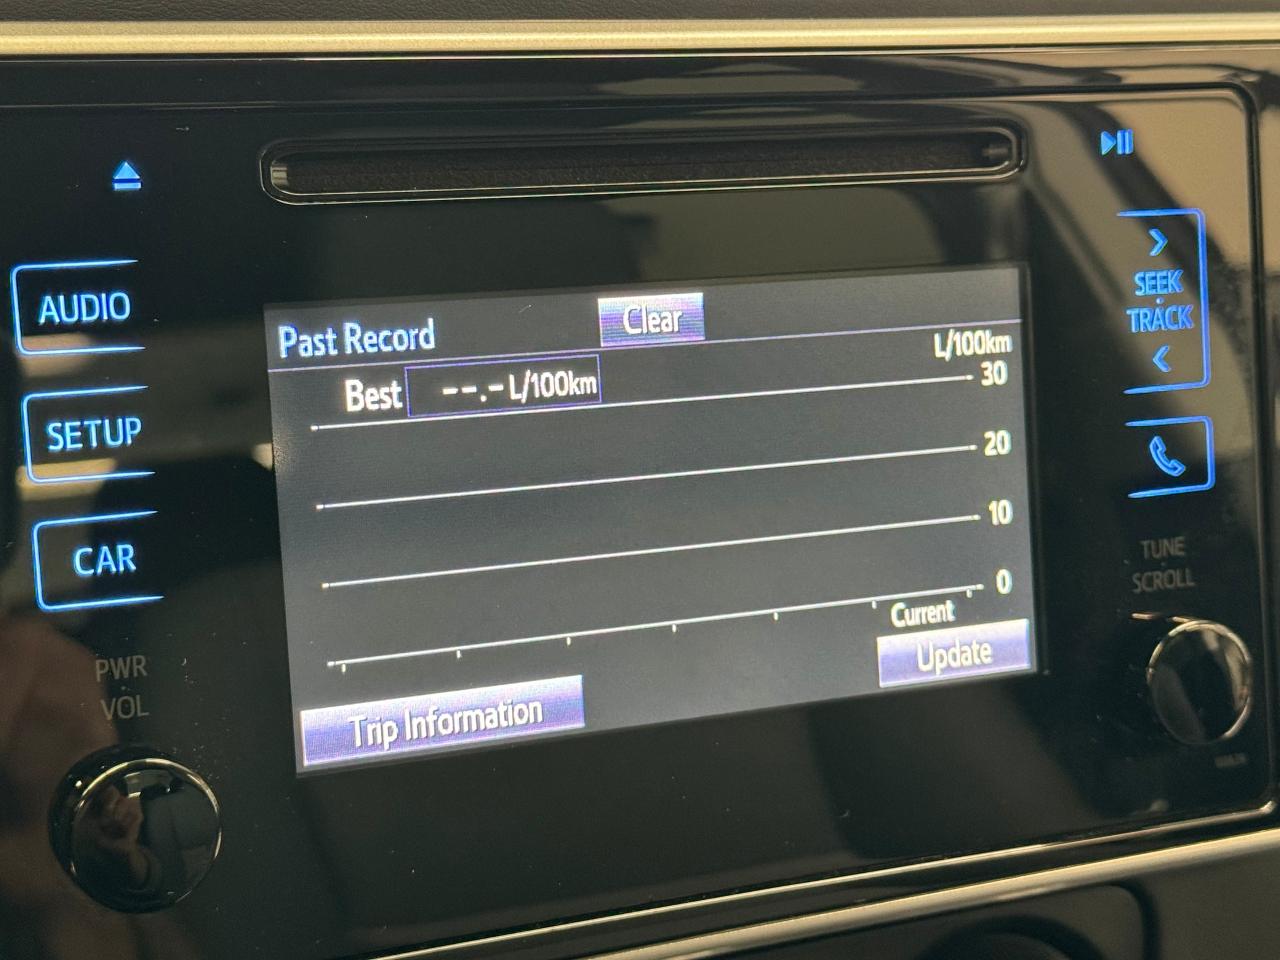 AUDIO
SETUP
CAR
PWR
VOL
Past Record
Clear
L/100km
Best --.- L/100km
30
20
10
0
Current
Update
Trip Information
SEEK
TRACK
TUNE
SCROLL